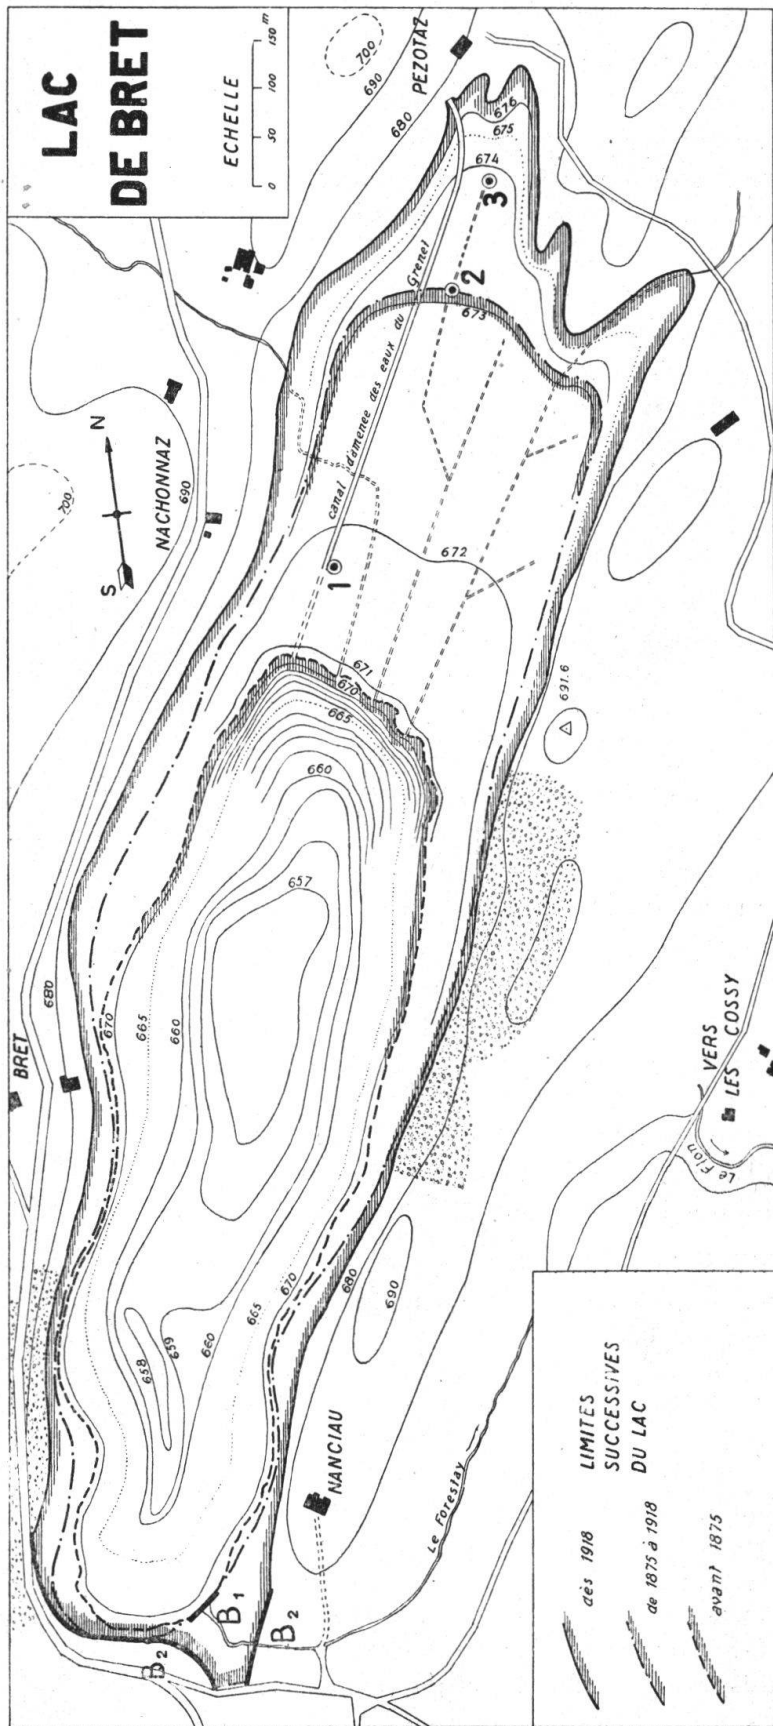 LAC
DE BRET
ECHELLE
0 50 100 150 m
PEZOTAZ
700
690
680
676
675
674
3
2
673
canal d'amenée des eaux du Grenet
N
S
NACHONNAZ
700
690
1
672
671
670
665
660
657
691.6
BRET
680
670
665
660
VERS
LES COSSY
Le Flon
658
659
660
665
670
680
690
NANCIAU
Le Forestay
B1
B2
B2
LIMITES
SUCCESSIVES
DU LAC
dès 1918
de 1875 à 1918
avant 1875